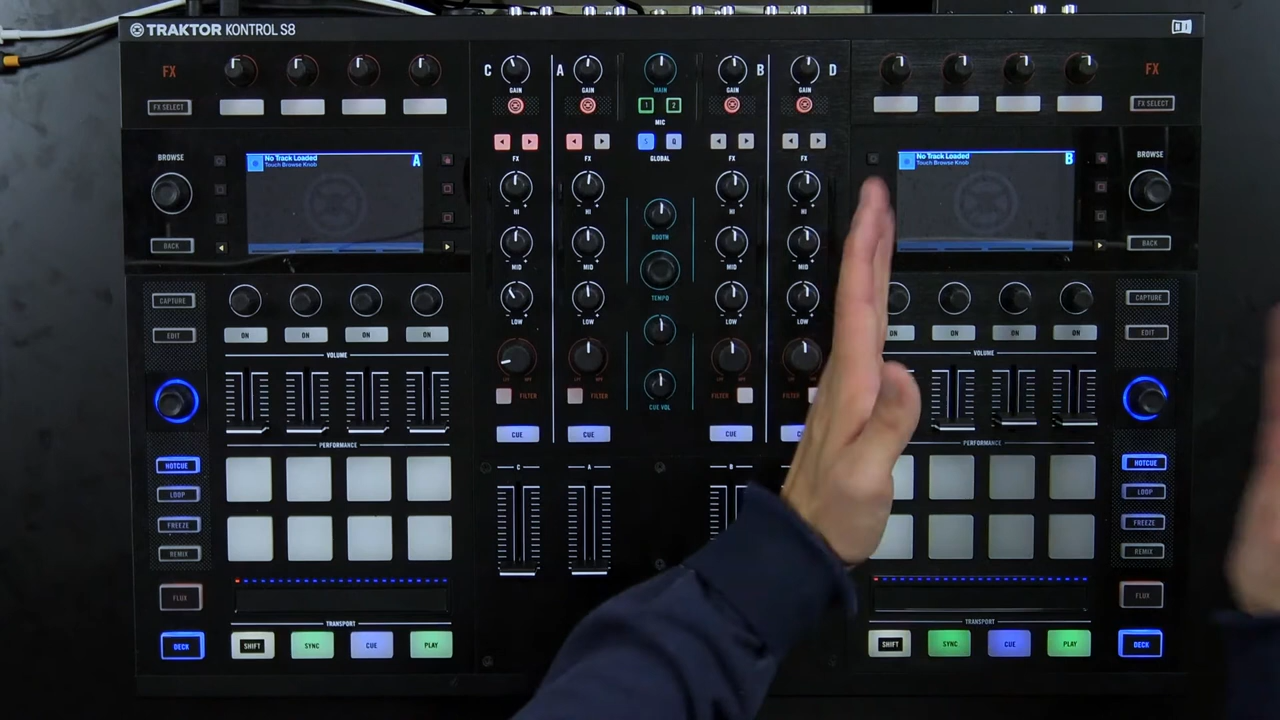 TRAKTOR KONTROL S8
FX
FX SELECT
BROWSE
BACK
No Track Loaded
Touch Browse Knob
A
CAPTURE
EDIT
ON ON ON ON
VOLUME
PERFORMANCE
HOTCUE
LOOP
FREEZE
REMIX
FLUX
DECK
TRANSPORT
SHIFT SYNC CUE PLAY
C A B D
GAIN GAIN MAIN GAIN GAIN
1 2
MIC
S Q
FX FX GLOBAL FX FX
HI HI HI HI
BOOTH
MID MID MID MID
TEMPO
LOW LOW LOW LOW
FILTER FILTER FILTER
CUE VOL
CUE CUE CUE
C A B
FX
FX SELECT
No Track Loaded
Touch Browse Knob
B
BROWSE
BACK
CAPTURE
EDIT
ON ON ON
VOLUME
PERFORMANCE
HOTCUE
LOOP
FREEZE
REMIX
FLUX
DECK
TRANSPORT
SHIFT SYNC CUE PLAY